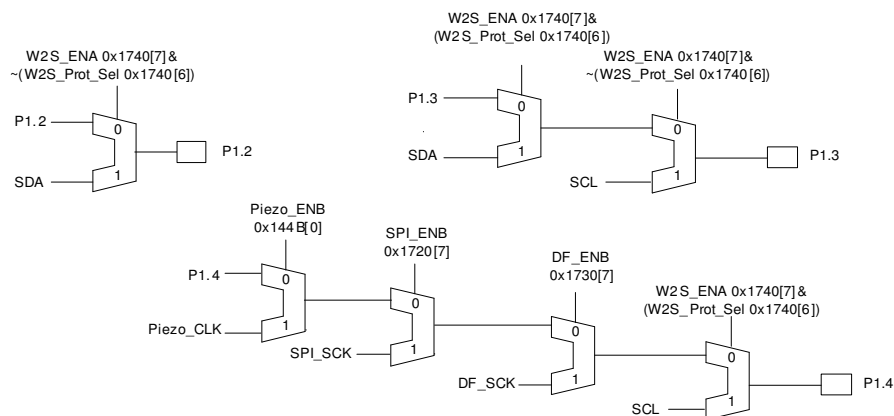 W2S_ENA 0x1740[7]&
~(W2S_Prot_Sel 0x1740[6])
P1.2
0
1
SDA
P1.2
W2S_ENA 0x1740[7]&
(W2S_Prot_Sel 0x1740[6])
P1.3
0
1
SDA
W2S_ENA 0x1740[7]&
~(W2S_Prot_Sel 0x1740[6])
0
1
SCL
P1.3
Piezo_ENB
0x144B[0]
P1.4
0
1
Piezo_CLK
SPI_ENB
0x1720[7]
0
1
SPI_SCK
DF_ENB
0x1730[7]
0
1
DF_SCK
W2S_ENA 0x1740[7]&
(W2S_Prot_Sel 0x1740[6])
0
1
SCL
P1.4